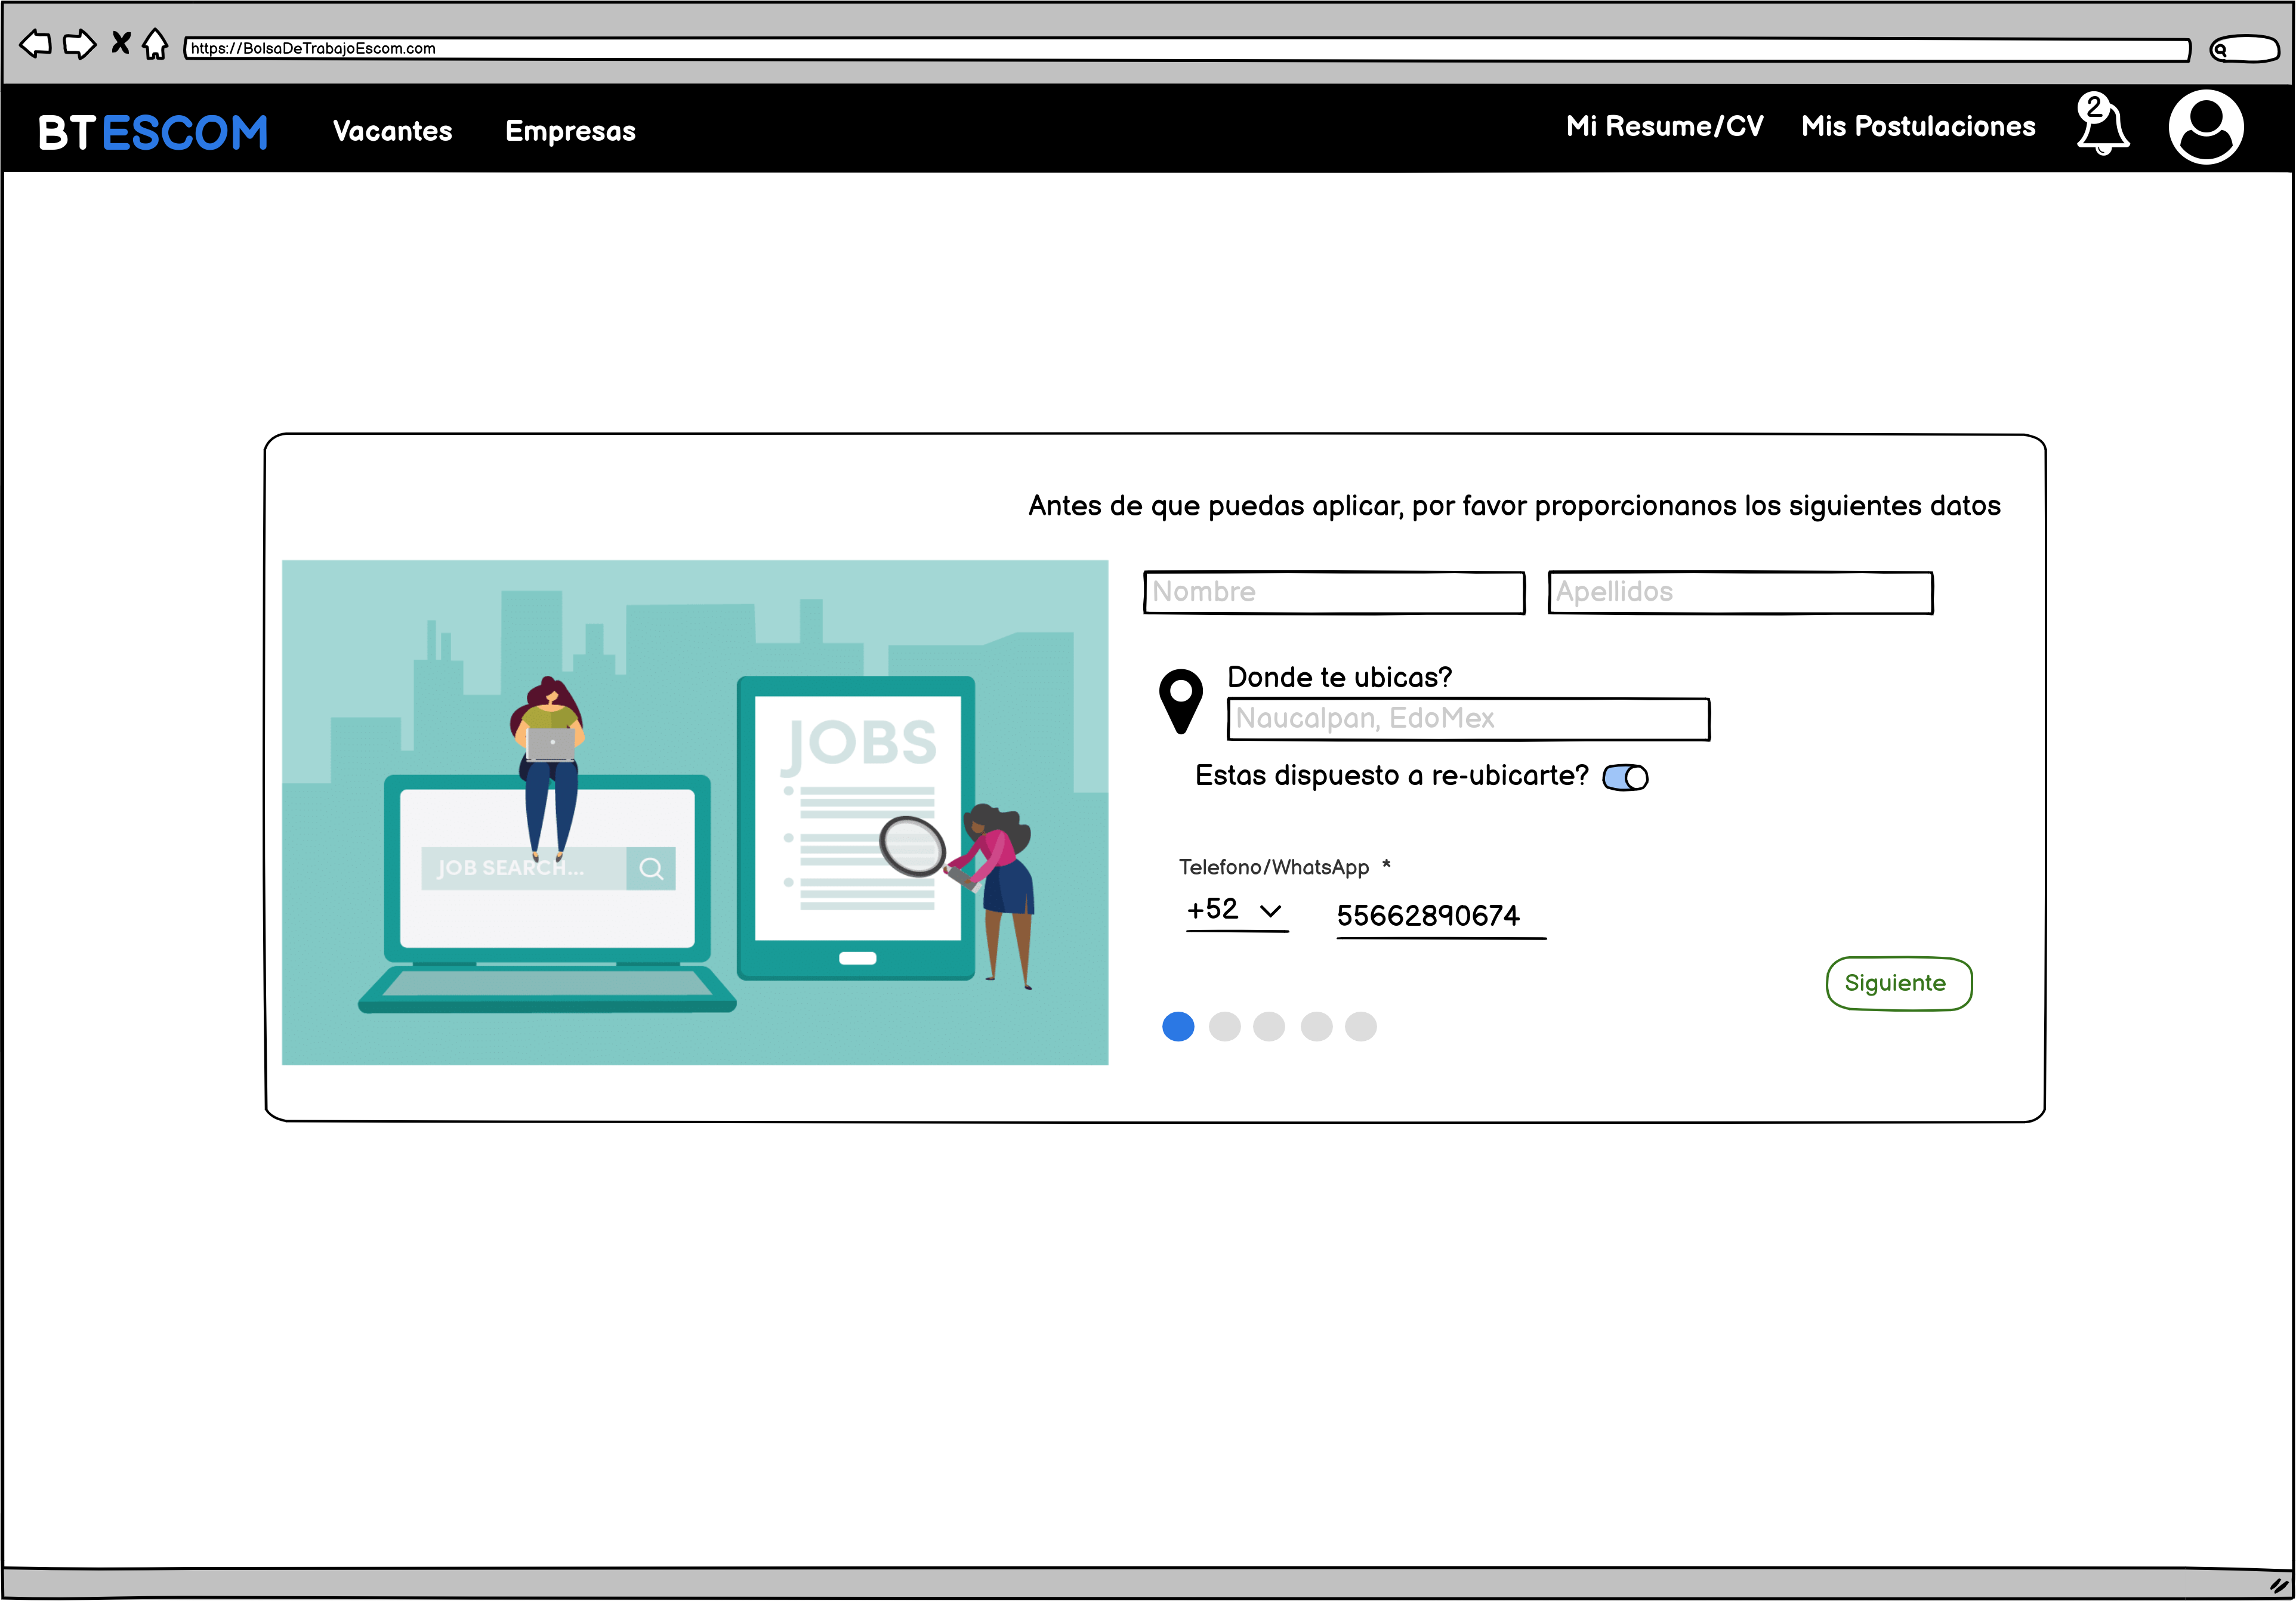 https://BolsaDeTrabajoEscom.com
BTESCOM Vacantes Empresas Mi Resume/CV Mis Postulaciones 2
Antes de que puedas aplicar, por favor proporcionanos los siguientes datos
Nombre Apellidos
Donde te ubicas?
Naucalpan, EdoMex
Estas dispuesto a re-ubicarte?
JOBS
JOB SEARCH...
Telefono/WhatsApp *
+52 55662890674
Siguiente